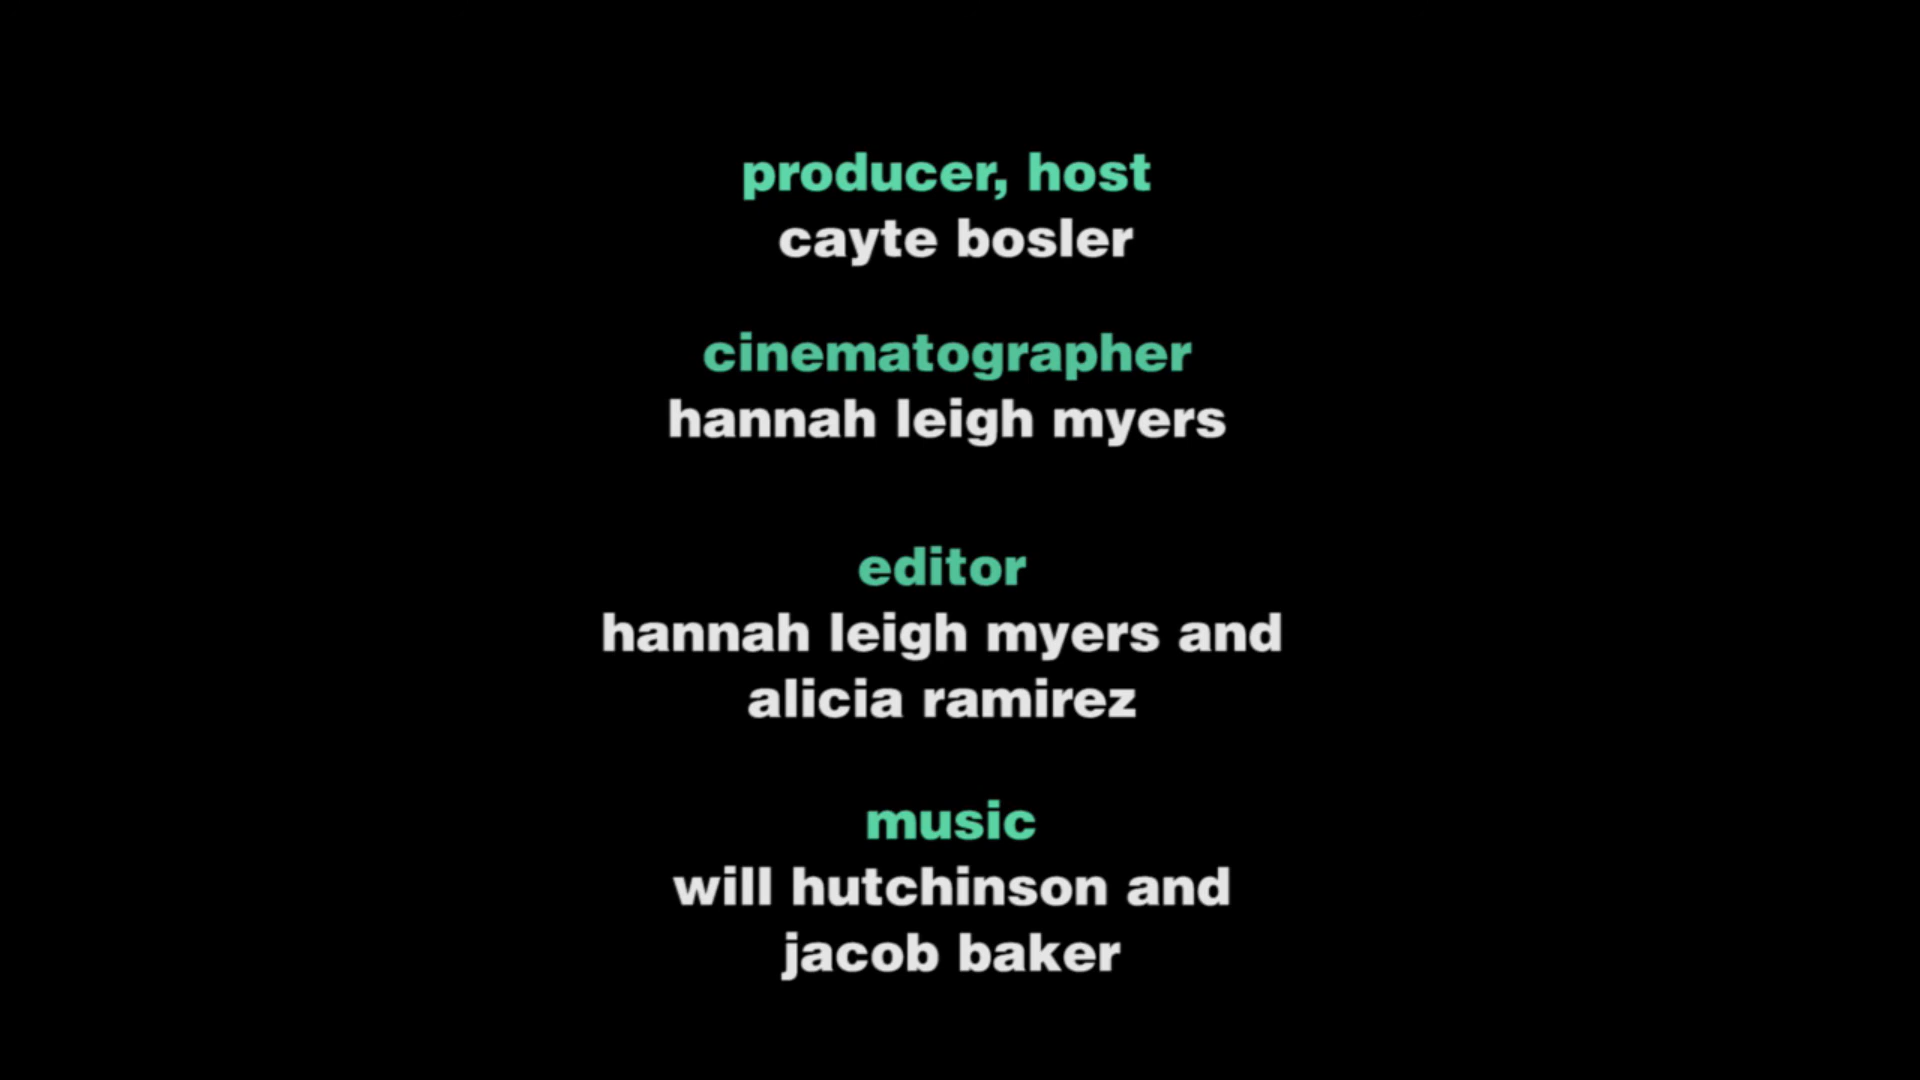 producer, host
cayte bosler
cinematographer
hannah leigh myers
editor
hannah leigh myers and
alicia ramirez
music
will hutchinson and
jacob baker